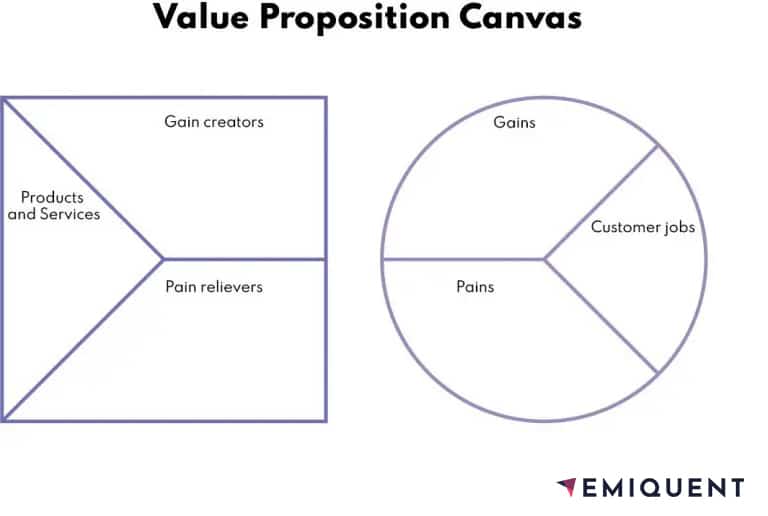 Value Proposition Canvas
Gain creators
Products
and Services
Pain relievers
Gains
Customer jobs
Pains
EMIQUENT